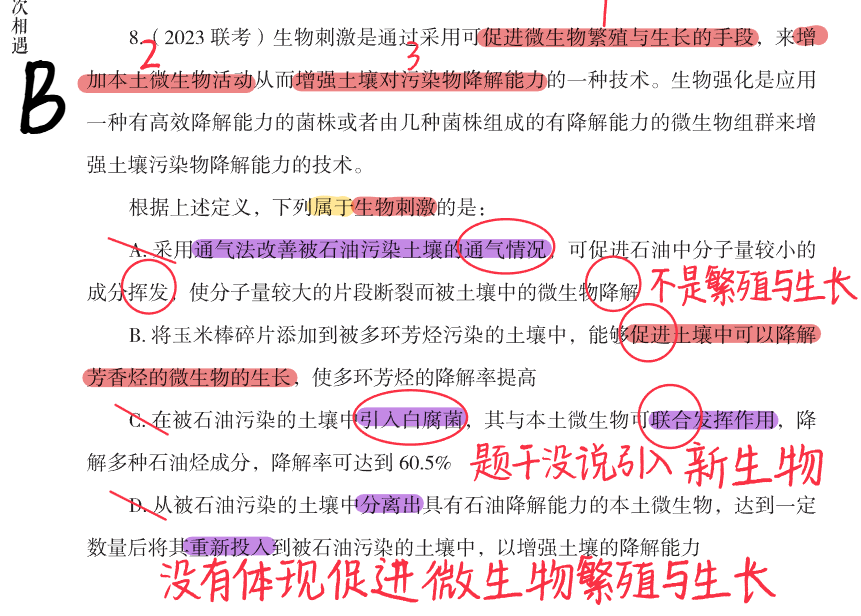 次相遇
B
1
8.（2023 联考）生物刺激是通过采用可促进微生物繁殖与生长的手段，来增
2
3
加本土微生物活动从而增强土壤对污染物降解能力的一种技术。生物强化是应用
一种有高效降解能力的菌株或者由几种菌株组成的有降解能力的微生物组群来增
强土壤污染物降解能力的技术。
根据上述定义，下列属于生物刺激的是：
A. 采用通气法改善被石油污染土壤的通气情况，可促进石油中分子量较小的
成分挥发，使分子量较大的片段断裂而被土壤中的微生物降解
不是繁殖与生长
B. 将玉米棒碎片添加到被多环芳烃污染的土壤中，能够促进土壤中可以降解
芳香烃的微生物的生长，使多环芳烃的降解率提高
C. 在被石油污染的土壤中引入白腐菌，其与本土微生物可联合发挥作用，降
解多种石油烃成分，降解率可达到 60.5%
题干没说引入新生物
D. 从被石油污染的土壤中分离出具有石油降解能力的本土微生物，达到一定
数量后将其重新投入到被石油污染的土壤中，以增强土壤的降解能力
没有体现促进微生物繁殖与生长